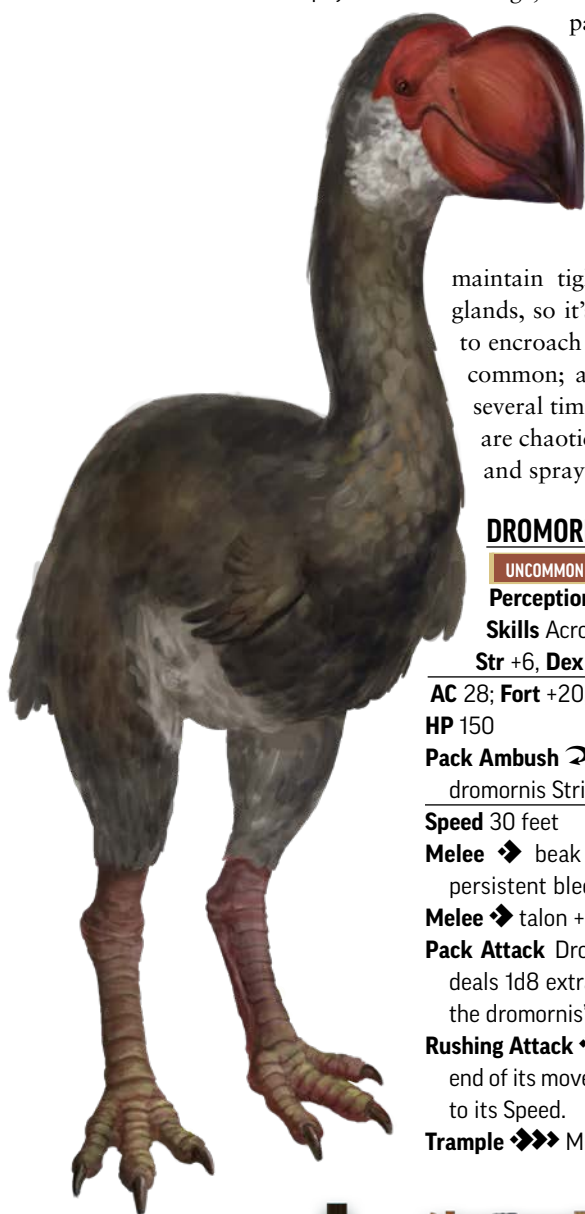 pa
maintain tig
glands, so it'
to encroach
common; a
several tim
are chaotic
and spray
DROMOR
UNCOMMON
Perception
Skills Acro
Str +6, Dex
AC 28; Fort +20
HP 150
Pack Ambush
dromornis Stri
Speed 30 feet
Melee beak
persistent blee
Melee talon +
Pack Attack Dro
deals 1d8 extr
the dromornis'
Rushing Attack
end of its move
to its Speed.
Trample M